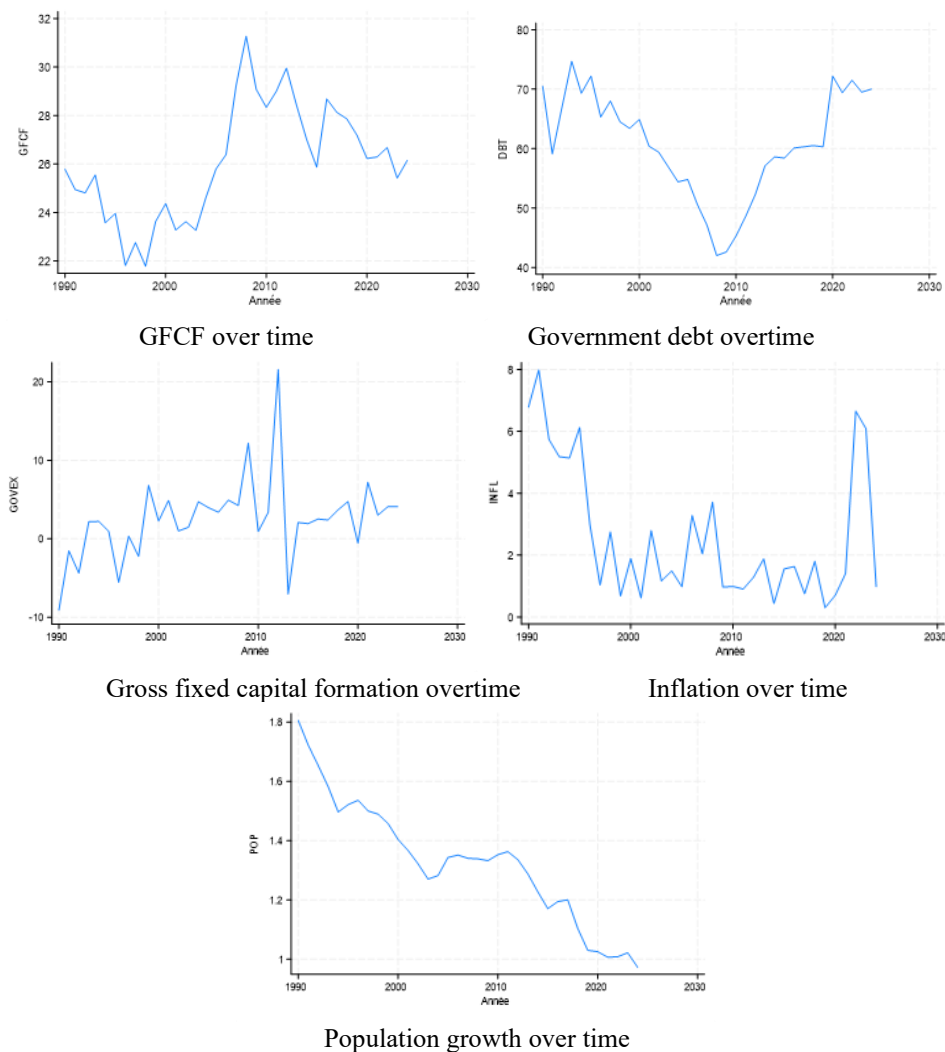 32
30
28
26
24
22
GFCF
1990 2000 2010 2020 2030
Année
GFCF over time
80
70
60
50
40
DBT
1990 2000 2010 2020 2030
Année
Government debt overtime
20
10
0
-10
GOVEX
1990 2000 2010 2020 2030
Année
Gross fixed capital formation overtime
8
6
4
2
0
INFL
1990 2000 2010 2020 2030
Année
Inflation over time
1.8
1.6
1.4
1.2
1
POP
1990 2000 2010 2020 2030
Année
Population growth over time